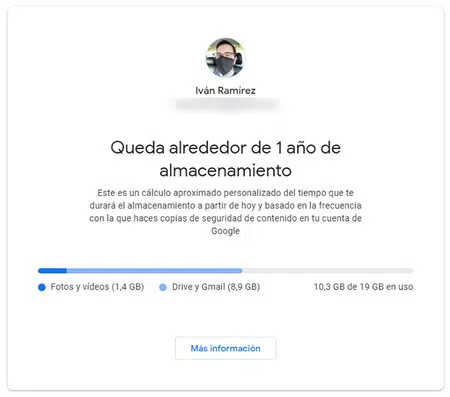 Iván Ramírez
Queda alrededor de 1 año de
almacenamiento
Este es un cálculo aproximado personalizado del tiempo que te
durará el almacenamiento a partir de hoy y basado en la frecuencia
con la que haces copias de seguridad de contenido en tu cuenta de
Google
Fotos y vídeos (1,4 GB) Drive y Gmail (8,9 GB) 10,3 GB de 19 GB en uso
Más información